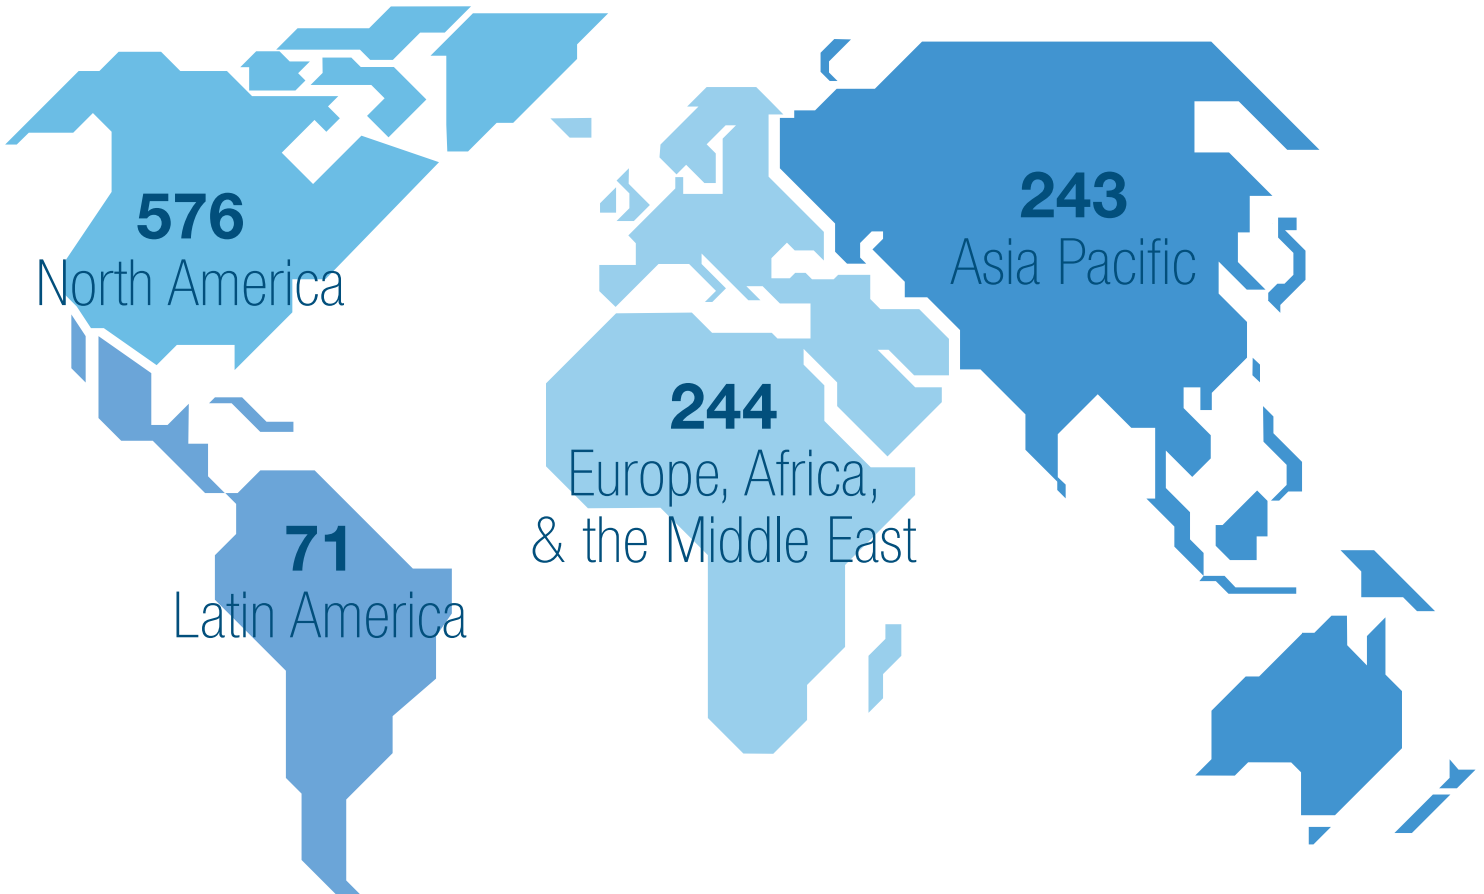 576
North America
243
Asia Pacific
244
Europe, Africa,
& the Middle East
71
Latin America